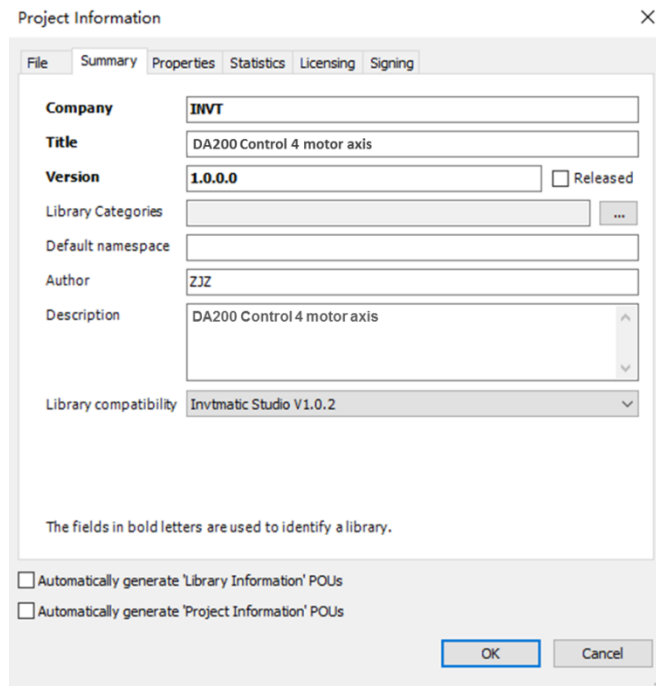 Project Information
File Summary Properties Statistics Licensing Signing
Company INVT
Title DA200 Control 4 motor axis
Version 1.0.0.0 Released
Library Categories ...
Default namespace
Author ZJZ
Description DA200 Control 4 motor axis
Library compatibility Invtmatic Studio V1.0.2
The fields in bold letters are used to identify a library.
Automatically generate 'Library Information' POUs
Automatically generate 'Project Information' POUs
OK Cancel